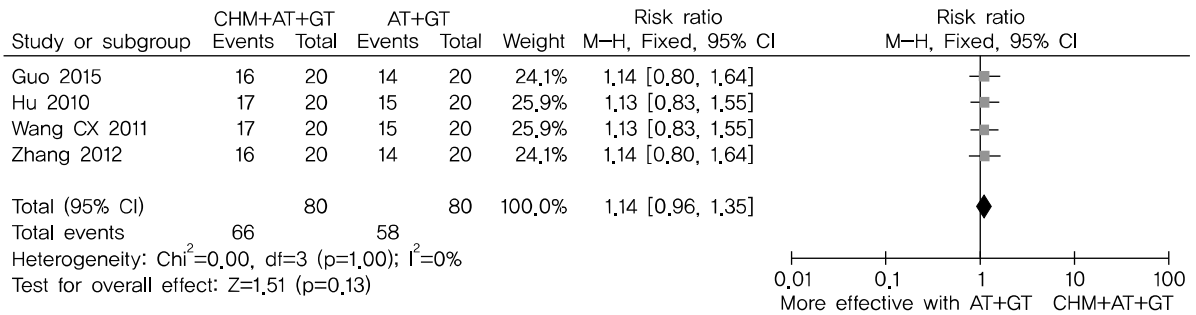 CHM+AT+GT AT+GT Risk ratio Risk ratio
Study or subgroup Events Total Events Total Weight M-H, Fixed, 95% CI M-H, Fixed, 95% CI
Guo 2015 16 20 14 20 24.1% 1.14 [0.80, 1.64]
Hu 2010 17 20 15 20 25.9% 1.13 [0.83, 1.55]
Wang CX 2011 17 20 15 20 25.9% 1.13 [0.83, 1.55]
Zhang 2012 16 20 14 20 24.1% 1.14 [0.80, 1.64]
Total (95% CI) 80 80 100.0% 1.14 [0.96, 1.35]
Total events 66 58
Heterogeneity: Chi²=0.00, df=3 (p=1.00); I²=0%
Test for overall effect: Z=1.51 (p=0.13)
0.01 0.1 1 10 100
More effective with AT+GT CHM+AT+GT